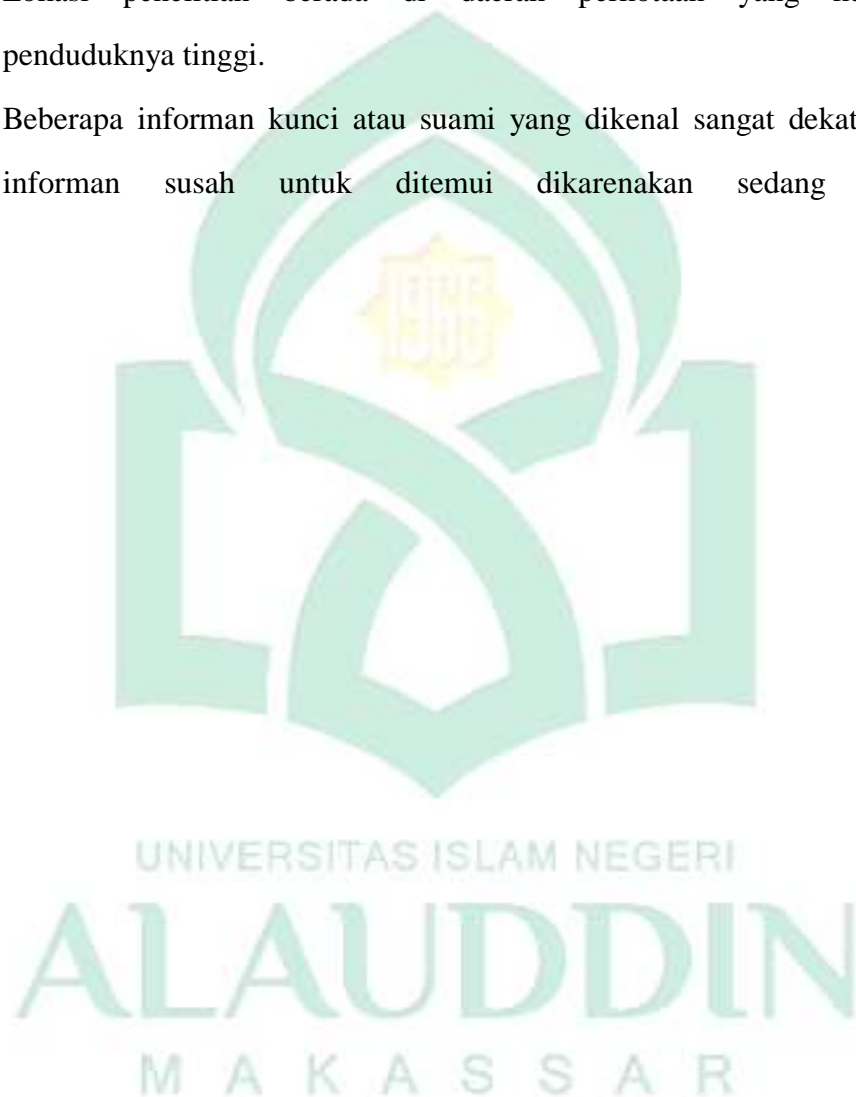 penelitian berada di daerah perkotaan yang
penduduknya tinggi.
Beberapa informan kunci atau suami yang dikenal sangat dekat
informan susah untuk ditemui dikarenakan sedang
1965
UNIVERSITAS ISLAM NEGERI
ALAUDDIN
MAKASSAR